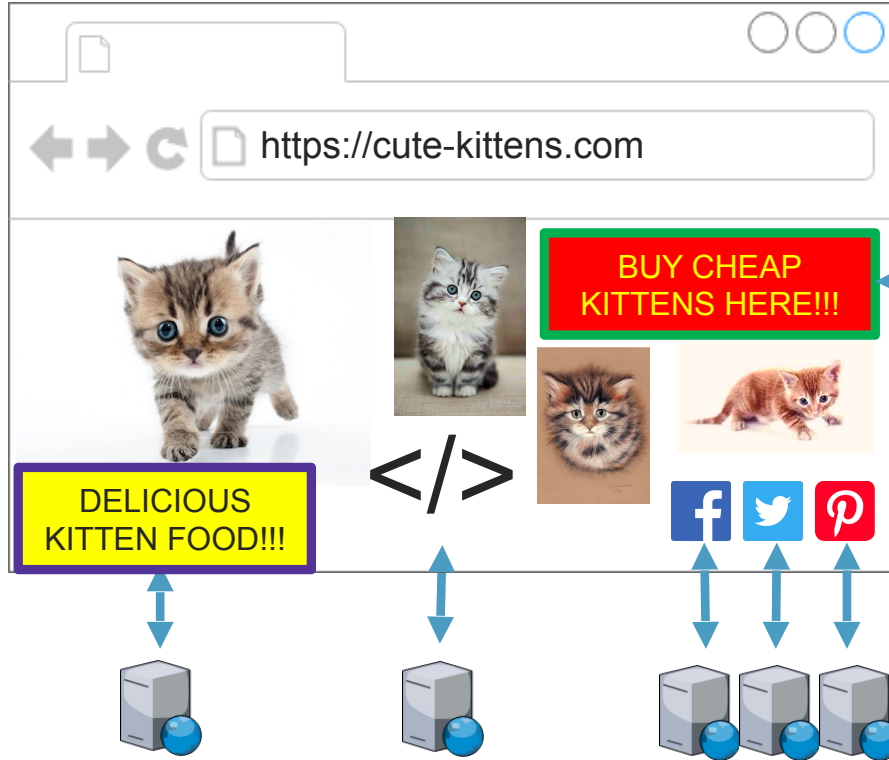 https://cute-kittens.com
BUY CHEAP
KITTENS HERE!!!
</>
DELICIOUS
KITTEN FOOD!!!